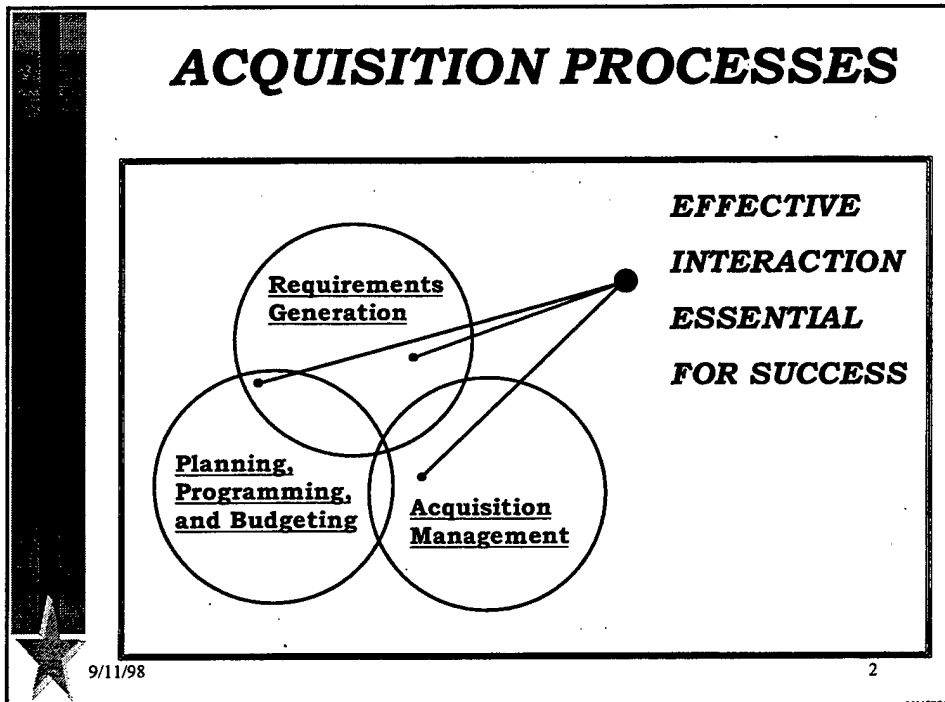 ACQUISITION PROCESSES
EFFECTIVE
INTERACTION
ESSENTIAL
FOR SUCCESS
Requirements
Generation
Planning,
Programming,
and Budgeting
Acquisition
Management
9/11/98
2